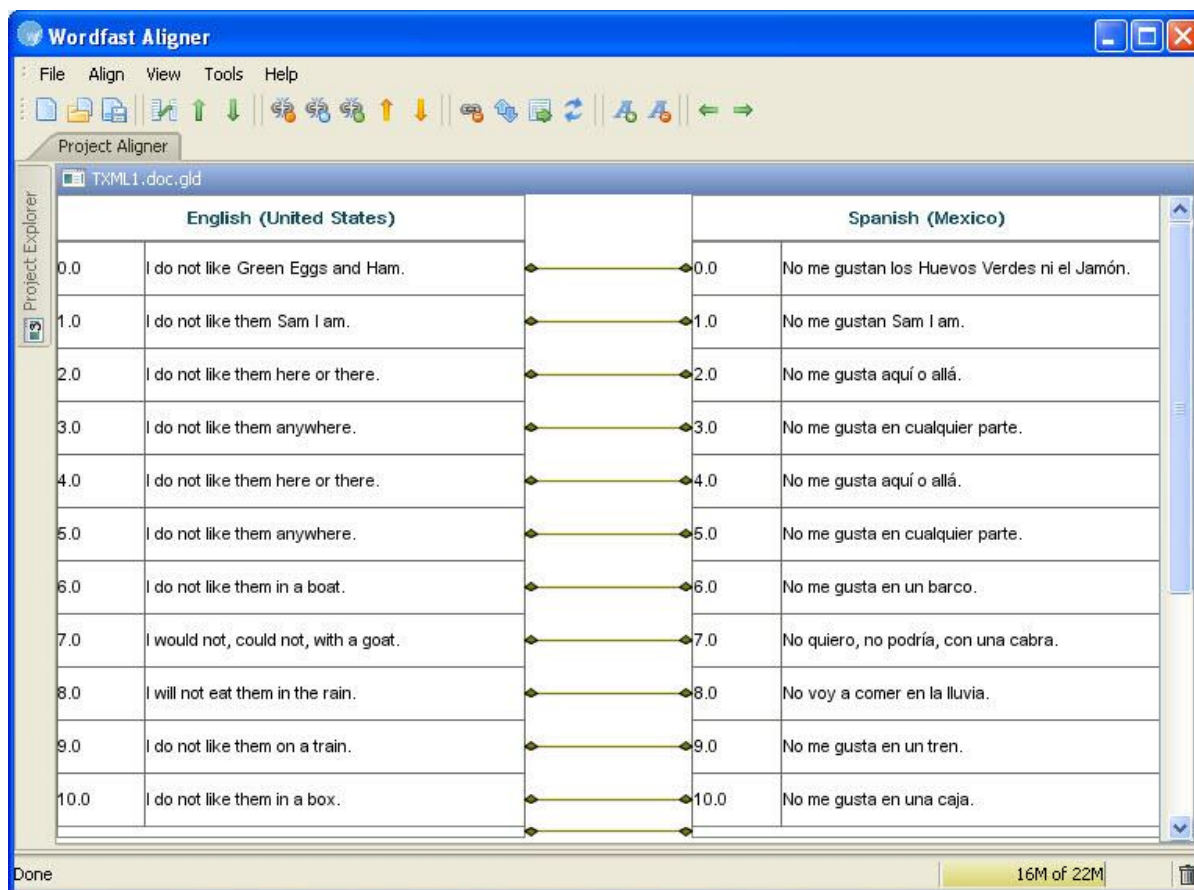 Wordfast Aligner
File Align View Tools Help
Project Aligner
Project Explorer
TXML1.doc.gld
English (United States) Spanish (Mexico)
0.0 I do not like Green Eggs and Ham. 0.0 No me gustan los Huevos Verdes ni el Jamón.
1.0 I do not like them Sam I am. 1.0 No me gustan Sam I am.
2.0 I do not like them here or there. 2.0 No me gusta aquí o allá.
3.0 I do not like them anywhere. 3.0 No me gusta en cualquier parte.
4.0 I do not like them here or there. 4.0 No me gusta aquí o allá.
5.0 I do not like them anywhere. 5.0 No me gustan en cualquier parte.
6.0 I do not like them in a boat. 6.0 No me gusta en un barco.
7.0 I would not, could not, with a goat. 7.0 No quiero, no podría, con una cabra.
8.0 I will not eat them in the rain. 8.0 No voy a comer en la lluvia.
9.0 I do not like them on a train. 9.0 No me gusta en un tren.
10.0 I do not like them in a box. 10.0 No me gusta en una caja.
Done 16M of 22M